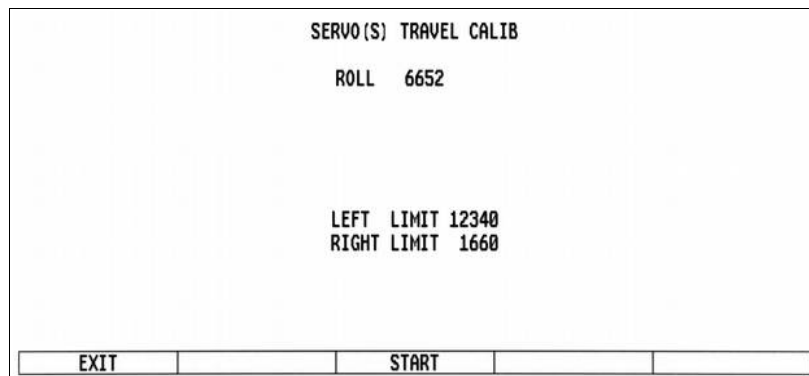 SERVO(S) TRAVEL CALIB
ROLL 6652
LEFT LIMIT 12340
RIGHT LIMIT 1660
EXIT START